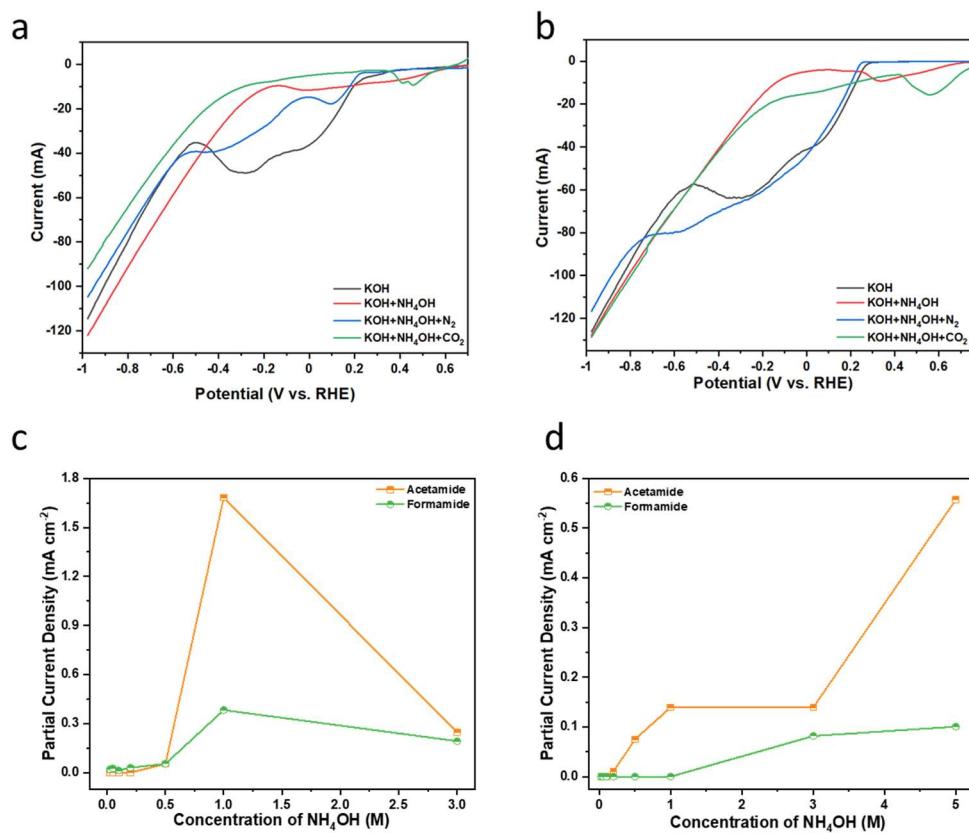 a
0
-20
-40
-60
-80
-100
-120
Current (mA)
KOH
KOH+NH₄OH
KOH+NH₄OH+N₂
KOH+NH₄OH+CO₂
-1 -0.8 -0.6 -0.4 -0.2 0 0.2 0.4 0.6
Potential (V vs. RHE)
b
0
-20
-40
-60
-80
-100
-120
Current (mA)
KOH
KOH+NH₄OH
KOH+NH₄OH+N₂
KOH+NH₄OH+CO₂
-1 -0.8 -0.6 -0.4 -0.2 0 0.2 0.4 0.6
Potential (V vs. RHE)
c
1.8
1.5
1.2
0.9
0.6
0.3
0.0
Partial Current Density (mA cm⁻²)
Acetamide
Formamide
0.0 0.5 1.0 1.5 2.0 2.5 3.0
Concentration of NH₄OH (M)
d
0.6
0.5
0.4
0.3
0.2
0.1
0.0
Partial Current Density (mA cm⁻²)
Acetamide
Formamide
0 1 2 3 4 5
Concentration of NH₄OH (M)